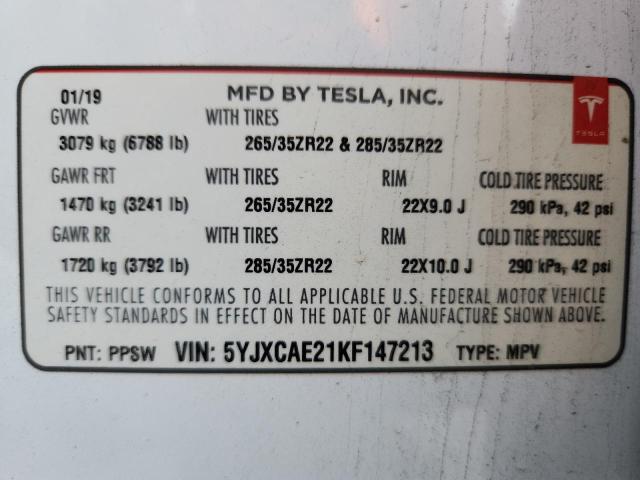 01/19 MFD BY TESLA, INC.
GVWR WITH TIRES
3079 kg (6788 lb) 265/35ZR22 & 285/35ZR22
GAWR FRT WITH TIRES RIM COLD TIRE PRESSURE
1470 kg (3241 lb) 265/35ZR22 22X9.0 J 290 kPa, 42 psi
GAWR RR WITH TIRES RIM COLD TIRE PRESSURE
1720 kg (3792 lb) 285/35ZR22 22X10.0 J 290 kPa, 42 psi
THIS VEHICLE CONFORMS TO ALL APPLICABLE U.S. FEDERAL MOTOR VEHICLE
SAFETY STANDARDS IN EFFECT ON THE DATE OF MANUFACTURE SHOWN ABOVE.
PNT: PPSW VIN: 5YJXCAE21KF147213 TYPE: MPV
TESLA